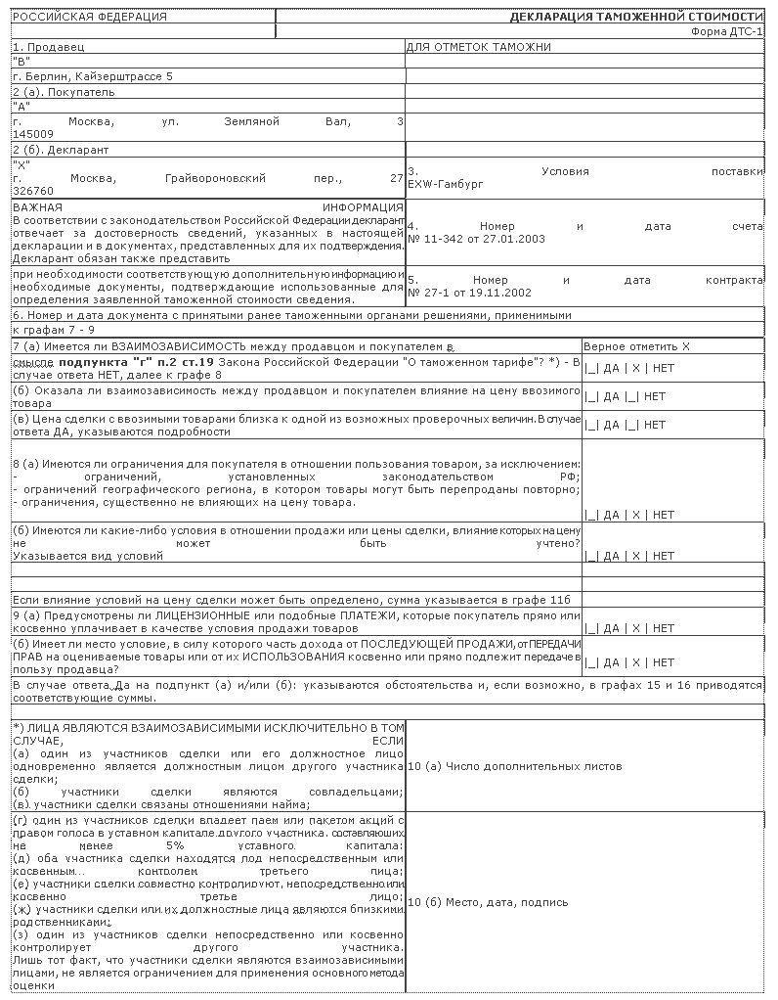 РОССИЙСКАЯ ФЕДЕРАЦИЯ
ДЕКЛАРАЦИЯ ТАМОЖЕННОЙ СТОИМОСТИ
Форма ДТС-1
1. Продавец
ДЛЯ ОТМЕТОК ТАМОЖНИ
"В"
г. Берлин, Кайзерштрассе 5
2 (а). Покупатель
"А"
г. Москва, ул. Земляной Вал, 3
145009
2 (б). Декларант
"Х"
г. Москва, Грайвороновский пер., 27
326760
3. Условия поставки
EXW-Гамбург
ВАЖНАЯ ИНФОРМАЦИЯ
В соответствии с законодательством Российской Федерации декларант
отвечает за достоверность сведений, указанных в настоящей
декларации и в документах, представленных для их подтверждения.
Декларант обязан также представить
4. Номер и дата счета
№ 11-342 от 27.01.2003
при необходимости соответствующую дополнительную информацию и
необходимые документы, подтверждающие использованные для
определения заявленной таможенной стоимости сведения.
5. Номер и дата контракта
№ 27-1 от 19.11.2002
6. Номер и дата документа с принятыми ранее таможенными органами решениями, применимыми
к графам 7 - 9
7 (а) Имеется ли ВЗАИМОЗАВИСИМОСТЬ между продавцом и покупателем в
Верное отметить Х
смысле подпункта "г" п.2 ст.19 Закона Российской Федерации "О таможенном тарифе"? *) - В
случае ответа НЕТ, далее к графе 8
|_| ДА | Х | НЕТ
(б) Оказала ли взаимозависимость между продавцом и покупателем влияние на цену ввозимого
товара
|_| ДА |_| НЕТ
(в) Цена сделки с ввозимыми товарами близка к одной из возможных проверочных величин. В случае
ответа ДА, указываются подробности
|_| ДА |_| НЕТ
8 (а) Имеются ли ограничения для покупателя в отношении пользования товаром, за исключением:
- ограничений, установленных законодательством РФ;
- ограничений географического региона, в котором товары могут быть перепроданы повторно;
- ограничения, существенно не влияющих на цену товара.
|_| ДА | Х | НЕТ
(б) Имеются ли какие-либо условия в отношении продажи или цены сделки, влияние которых на цену
не может быть учтено?
Указывается вид условий
|_| ДА | Х | НЕТ
Если влияние условий на цену сделки может быть определено, сумма указывается в графе 11б
9 (а) Предусмотрены ли ЛИЦЕНЗИОННЫЕ или подобные ПЛАТЕЖИ, которые покупатель прямо или
косвенно уплачивает в качестве условия продажи товаров
|_| ДА | Х | НЕТ
(б) Имеет ли место условие, в силу которого часть дохода от ПОСЛЕДУЮЩЕЙ ПРОДАЖИ, от ПЕРЕДАЧИ
ПРАВ на оцениваемые товары или от их ИСПОЛЬЗОВАНИЯ косвенно или прямо подлежит передаче в
пользу продавца?
|_| ДА | Х | НЕТ
В случае ответа Да на подпункт (а) и/или (б): указываются обстоятельства и, если возможно, в графах 15 и 16 приводятся
соответствующие суммы.
*) ЛИЦА ЯВЛЯЮТСЯ ВЗАИМОЗАВИСИМЫМИ ИСКЛЮЧИТЕЛЬНО В ТОМ
СЛУЧАЕ, ЕСЛИ
(а) один из участников сделки или его должностное лицо
одновременно является должностным лицом другого участника
сделки;
(б) участники сделки являются совладельцами;
(в) участники сделки связаны отношениями найма;
10 (а) Число дополнительных листов
(г) один из участников сделки владеет паем или пакетом акций с
правом голоса в уставном капитале другого участника, составляющих
не менее 5% уставного капитала:
(д) оба участника сделки находятся под непосредственным или
косвенным контролем третьего лица;
(е) участники сделки совместно контролируют, непосредственно или
косвенно третье лицо;
(ж) участники сделки или их должностные лица являются близкими
родственниками;
(з) один из участников сделки непосредственно или косвенно
контролирует другого участника.
Лишь тот факт, что участники сделки являются взаимозависимыми
лицами, не является ограничением для применения основного метода
оценки
10 (б) Место, дата, подпись